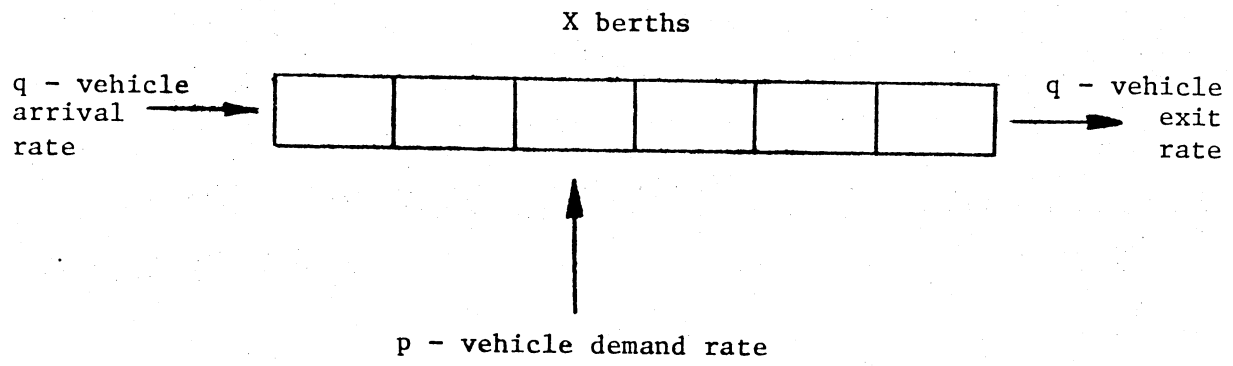 X berths
q - vehicle
arrival
rate
q - vehicle
exit
rate
p - vehicle demand rate